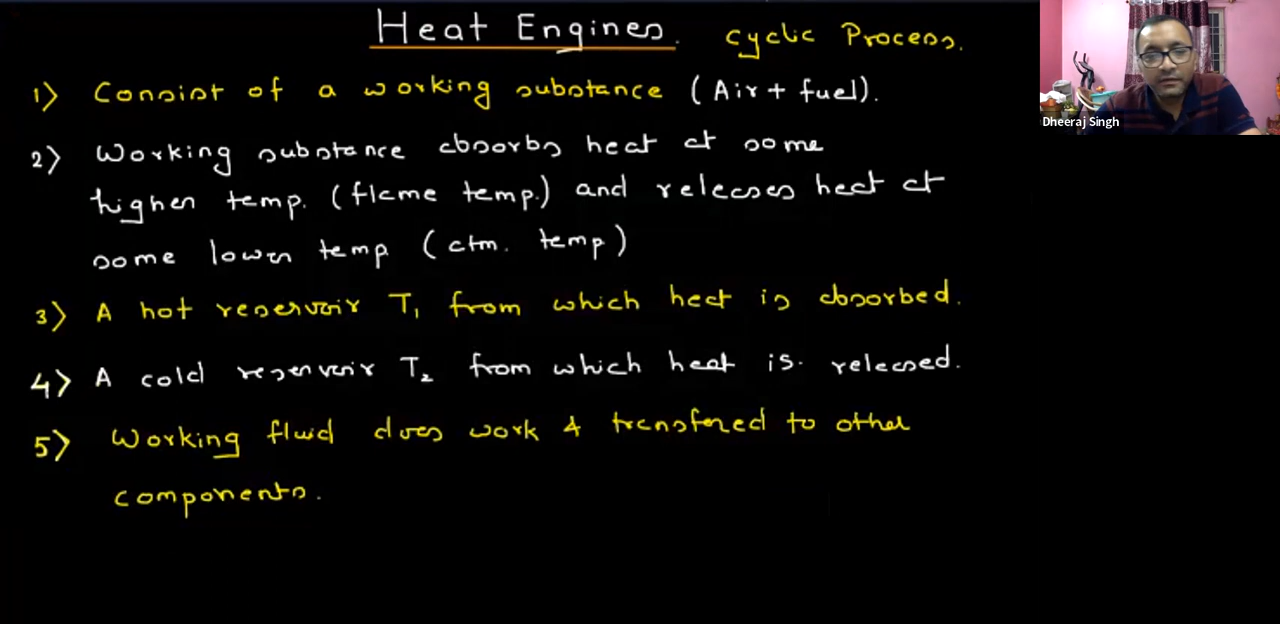 Heat Engines. Cyclic Process.
1) Consist of a working substance (Air + fuel).
2) Working substance absorbs heat at some
higher temp. (flame temp.) and releases heat at
some lower temp (atm. temp)
3) A hot reservoir T₁ from which heat is absorbed.
4) A cold reservoir T₂ from which heat is released.
5) Working fluid does work & transfered to other
components.
Dheeraj Singh